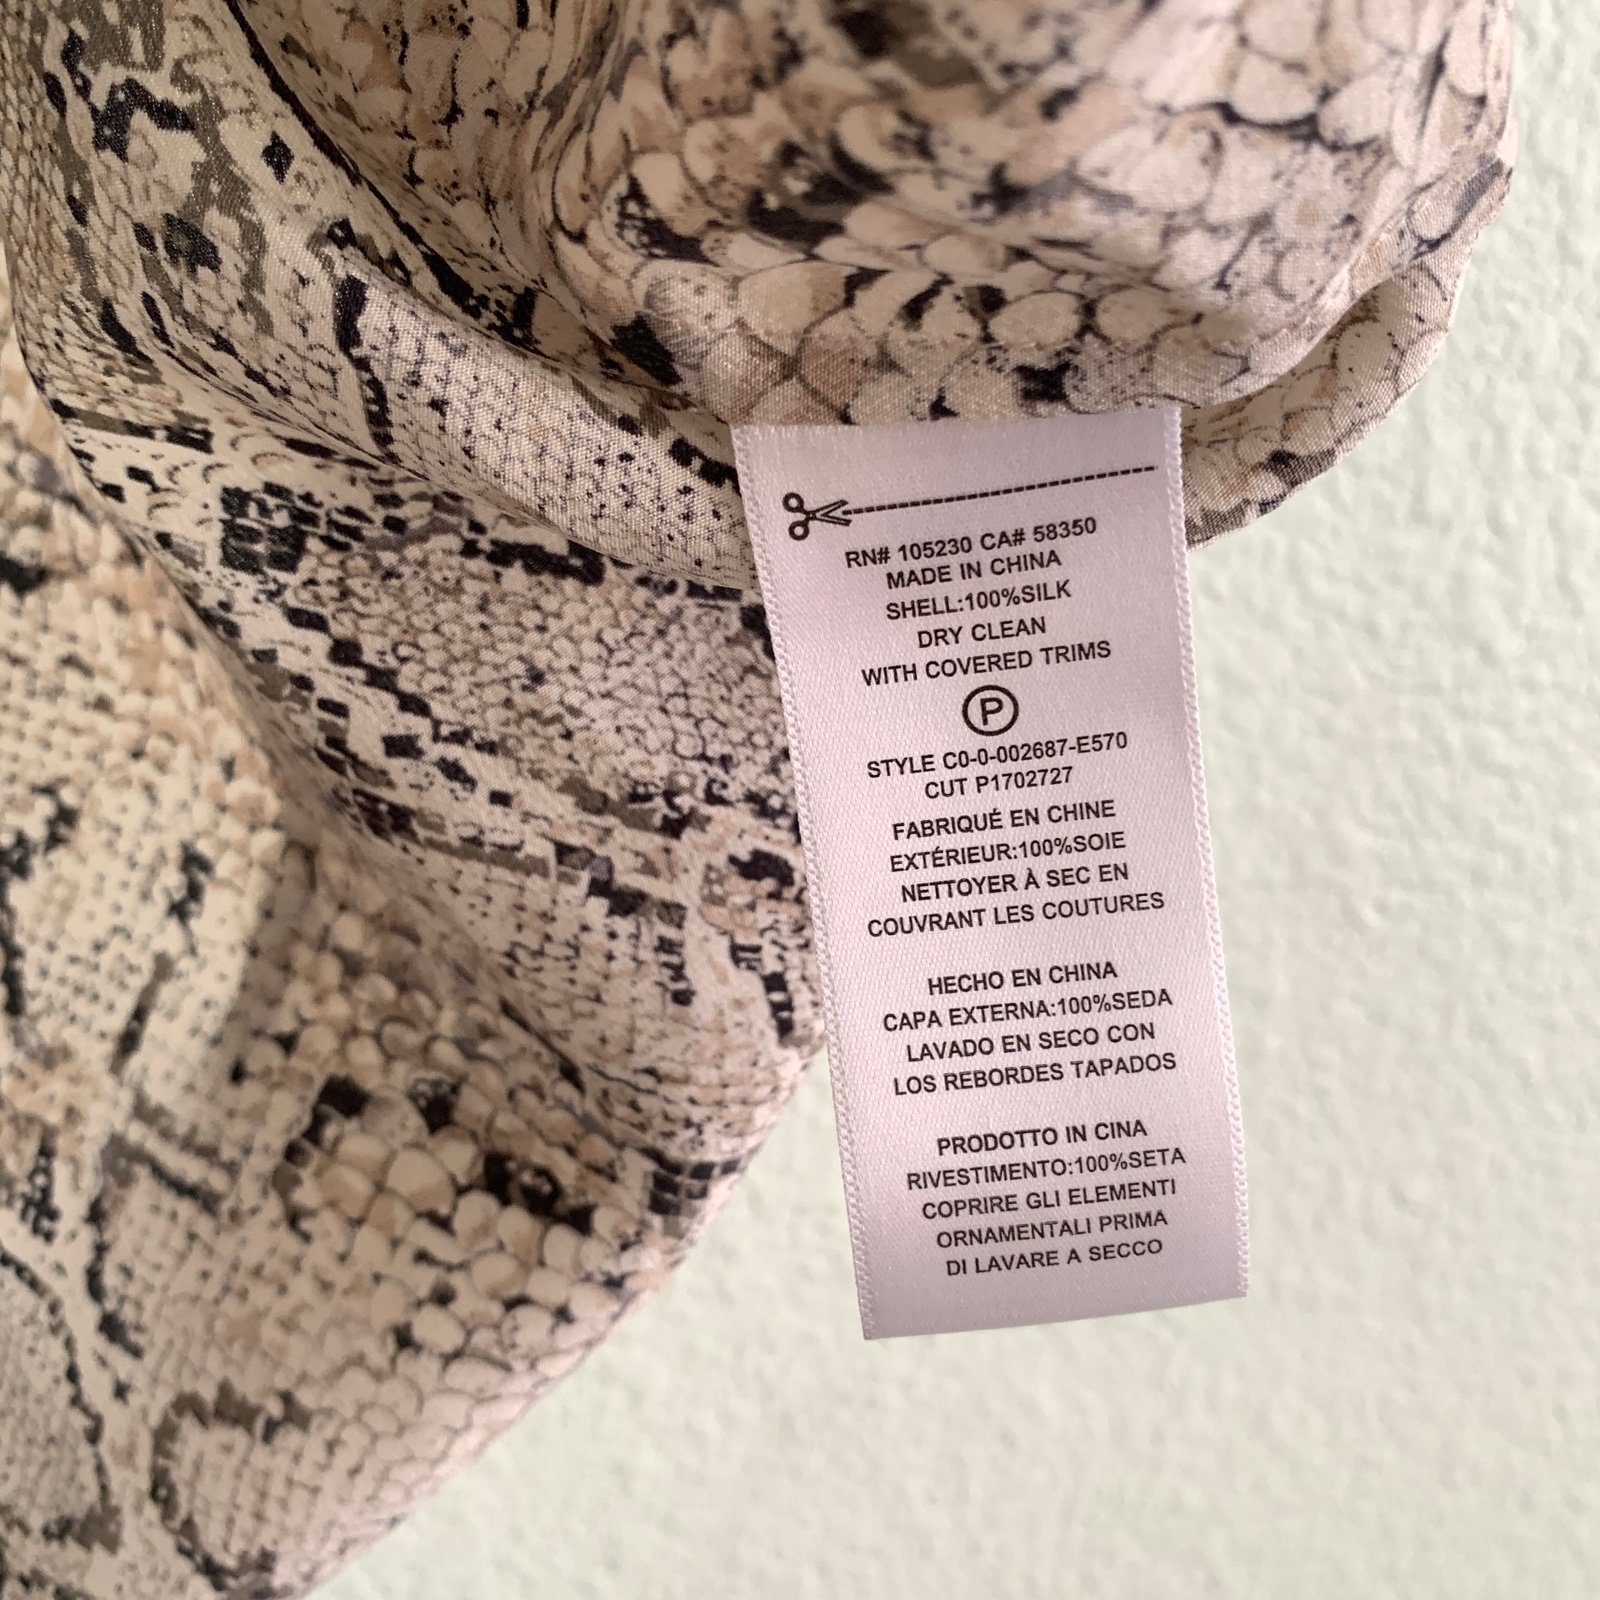 RN# 105230 CA# 58350
MADE IN CHINA
SHELL:100%SILK
DRY CLEAN
WITH COVERED TRIMS
P
STYLE C0-0-002687-E570
CUT P1702727
FABRIQUÉ EN CHINE
EXTÉRIEUR:100%SOIE
NETTOYER À SEC EN
COUVRANT LES COUTURES
HECHO EN CHINA
CAPA EXTERNA:100%SEDA
LAVADO EN SECO CON
LOS REBORDES TAPADOS
PRODOTTO IN CINA
RIVESTIMENTO:100%SETA
COPRIRE GLI ELEMENTI
ORNAMENTALI PRIMA
DI LAVARE A SECCO